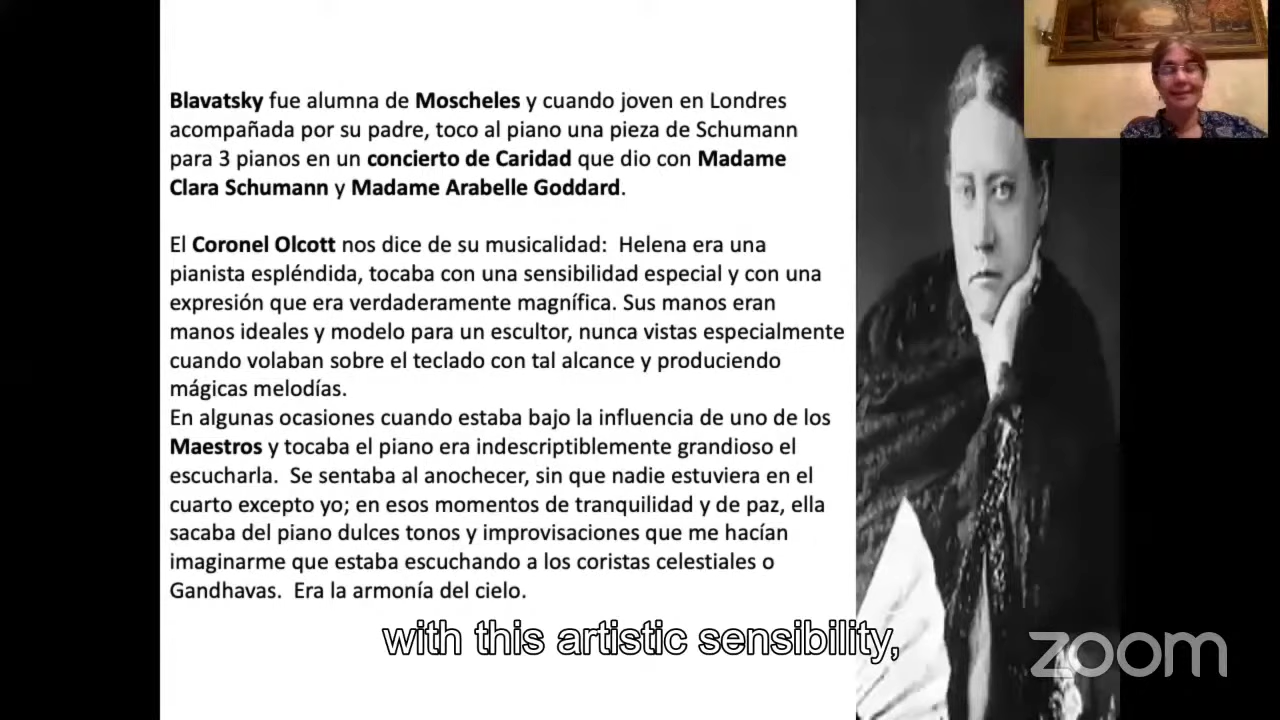 Blavatsky fue alumna de Moscheles y cuando joven en Londres
acompañada por su padre, toco al piano una pieza de Schumann
para 3 pianos en un concierto de Caridad que dio con Madame
Clara Schumann y Madame Arabelle Goddard.
El Coronel Olcott nos dice de su musicalidad: Helena era una
pianista espléndida, tocaba con una sensibilidad especial y con una
expresión que era verdaderamente magnífica. Sus manos eran
manos ideales y modelo para un escultor, nunca vistas especialmente
cuando volaban sobre el teclado con tal alcance y produciendo
mágicas melodías.
En algunas ocasiones cuando estaba bajo la influencia de uno de los
Maestros y tocaba el piano era indescriptiblemente grandioso el
escucharla. Se sentaba al anochecer, sin que nadie estuviera en el
cuarto excepto yo; en esos momentos de tranquilidad y de paz, ella
sacaba del piano dulces tonos y improvisaciones que me hacían
imaginarme que estaba escuchando a los coristas celestiales o
Gandhavas. Era la armonía del cielo.
with this artistic sensibility,
zoom